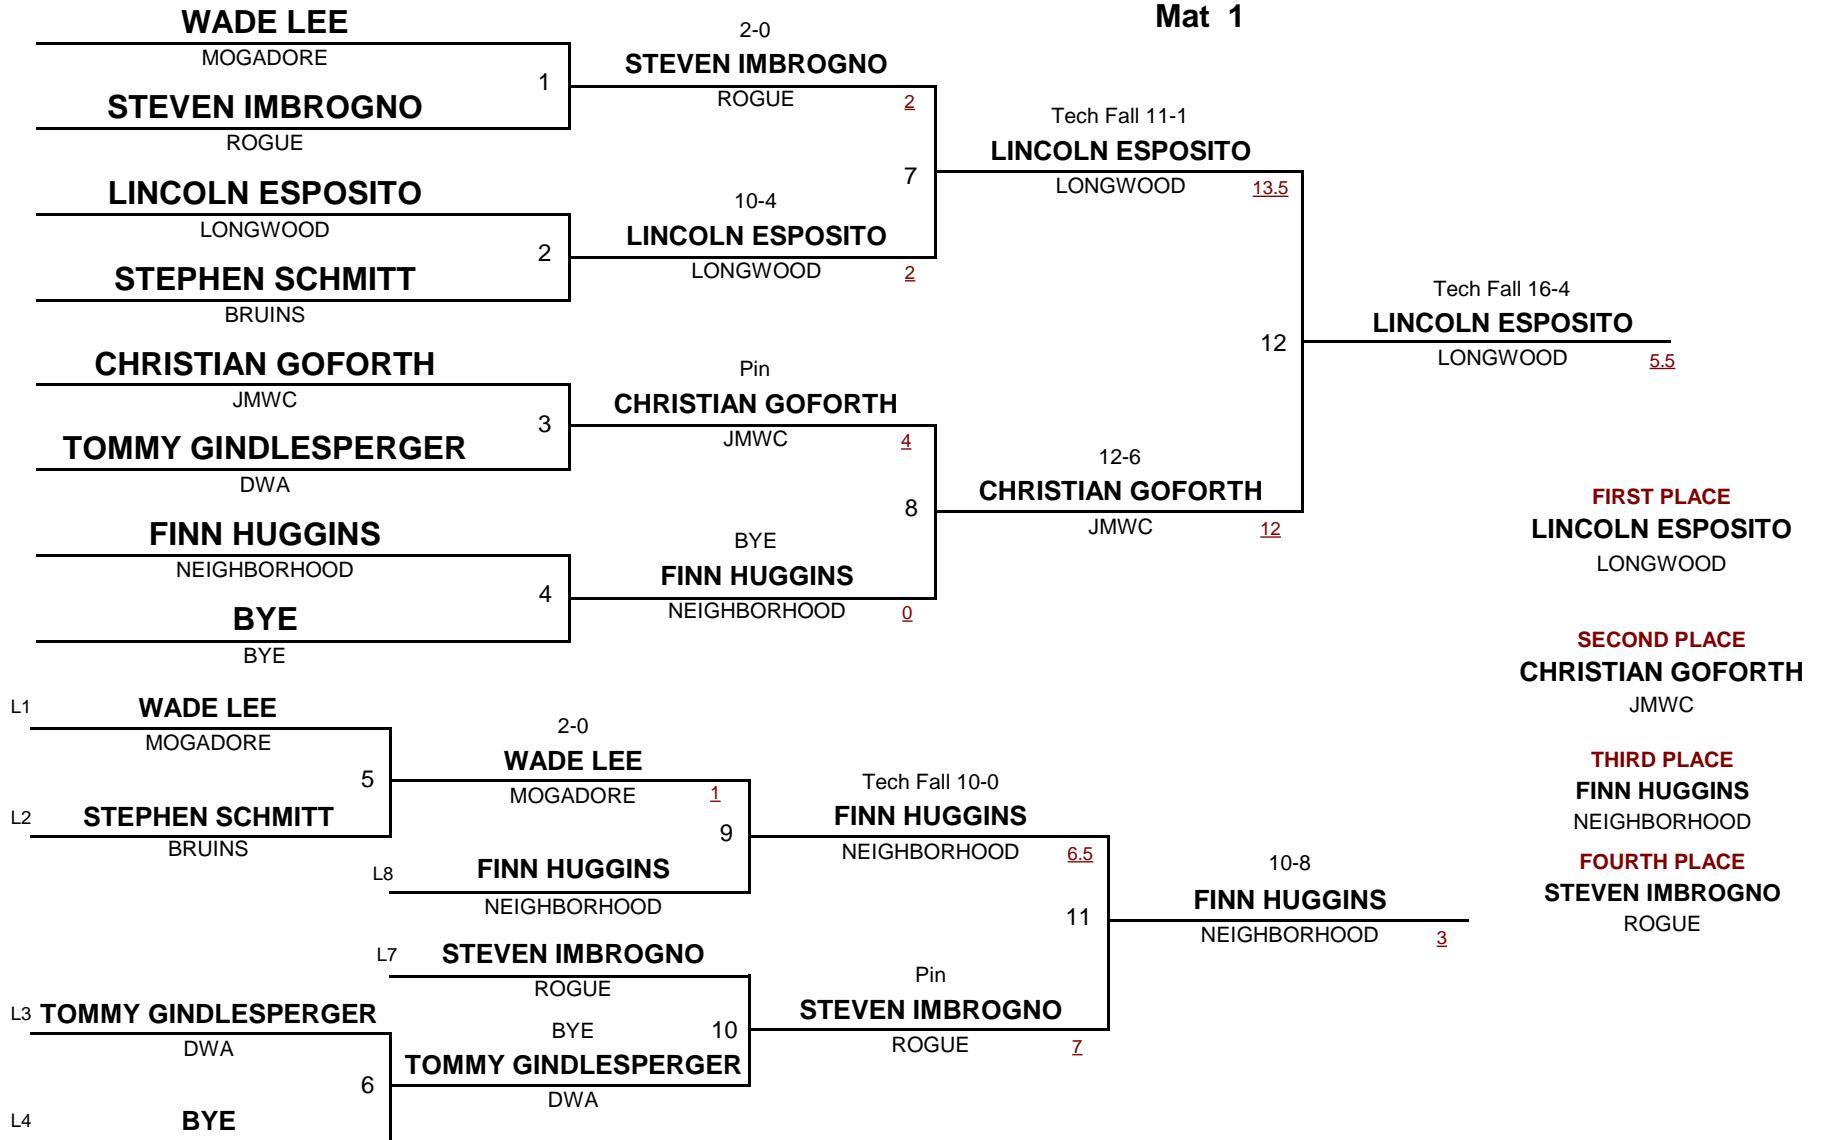 Mat 1
WADE LEE
MOGADORE
1
STEVEN IMBROGNO
ROGUE
2-0
STEVEN IMBROGNO
ROGUE 2
LINCOLN ESPOSITO
LONGWOOD
2
STEPHEN SCHMITT
BRUINS
10-4
LINCOLN ESPOSITO
LONGWOOD 2
7
Tech Fall 11-1
LINCOLN ESPOSITO
LONGWOOD 13.5
CHRISTIAN GOFORTH
JMWC
3
TOMMY GINDLESPERGER
DWA
Pin
CHRISTIAN GOFORTH
JMWC 4
FINN HUGGINS
NEIGHBORHOOD
4
BYE
BYE
BYE
FINN HUGGINS
NEIGHBORHOOD 0
8
12-6
CHRISTIAN GOFORTH
JMWC 12
12
Tech Fall 16-4
LINCOLN ESPOSITO
LONGWOOD 5.5
FIRST PLACE
LINCOLN ESPOSITO
LONGWOOD
SECOND PLACE
CHRISTIAN GOFORTH
JMWC
THIRD PLACE
FINN HUGGINS
NEIGHBORHOOD
FOURTH PLACE
STEVEN IMBROGNO
ROGUE
L1 WADE LEE
MOGADORE
5
L2 STEPHEN SCHMITT
BRUINS
2-0
WADE LEE
MOGADORE 1
9
L8 FINN HUGGINS
NEIGHBORHOOD
Tech Fall 10-0
FINN HUGGINS
NEIGHBORHOOD 6.5
L7 STEVEN IMBROGNO
ROGUE
L3 TOMMY GINDLESPERGER
DWA
6
L4 BYE
BYE
TOMMY GINDLESPERGER
DWA
10
Pin
STEVEN IMBROGNO
ROGUE 7
11
10-8
FINN HUGGINS
NEIGHBORHOOD 3